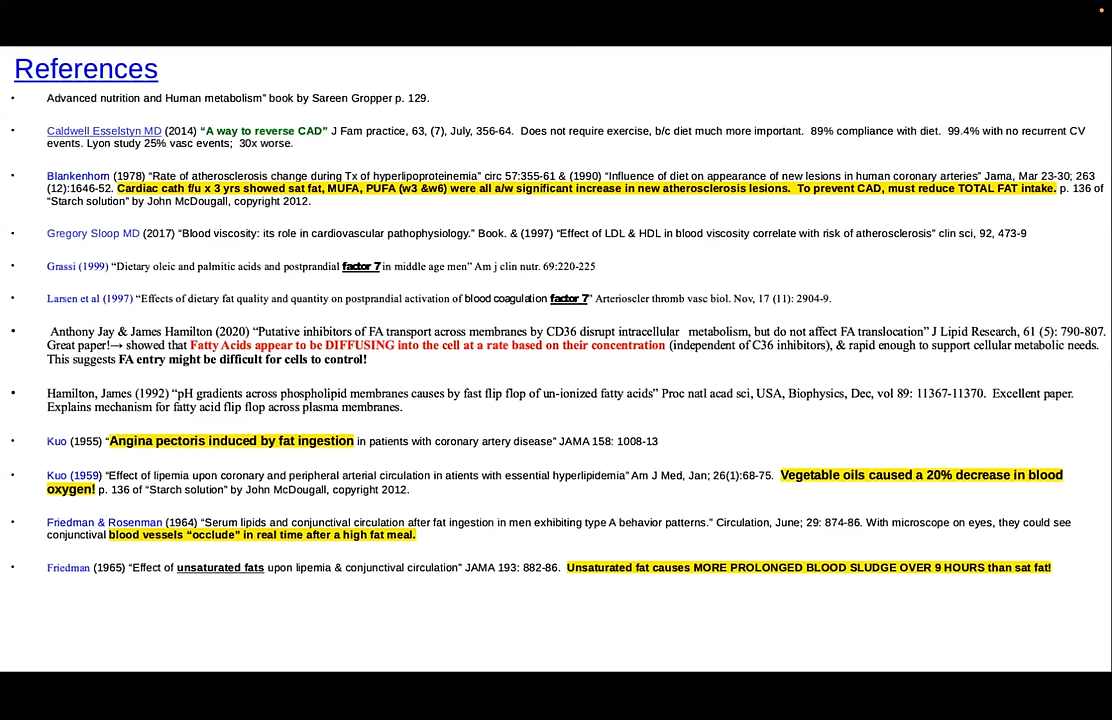 References
• Advanced nutrition and Human metabolism” book by Sareen Gropper p. 129.
• Caldwell Esselstyn MD (2014) “A way to reverse CAD” J Fam practice, 63, (7), July, 356-64. Does not require exercise, b/c diet much more important. 89% compliance with diet. 99.4% with no recurrent CV
events. Lyon study 25% vasc events; 30x worse.
• Blankenhorn (1978) “Rate of atherosclerosis change during Tx of hyperlipoproteinemia” circ 57:355-61 & (1990) “Influence of diet on appearance of new lesions in human coronary arteries” Jama, Mar 23-30; 263
(12):1646-52. Cardiac cath f/u x 3 yrs showed sat fat, MUFA, PUFA (w3 &w6) were all a/w significant increase in new atherosclerosis lesions. To prevent CAD, must reduce TOTAL FAT intake. p. 136 of
“Starch solution” by John McDougall, copyright 2012.
• Gregory Sloop MD (2017) “Blood viscosity: its role in cardiovascular pathophysiology.” Book. & (1997) “Effect of LDL & HDL in blood viscosity correlate with risk of atherosclerosis” clin sci, 92, 473-9
• Grassi (1999) “Dietary oleic and palmitic acids and postprandial factor 7 in middle age men” Am j clin nutr. 69:220-225
• Larsen et al (1997) “Effects of dietary fat quality and quantity on postprandial activation of blood coagulation factor 7” Arterioscler thromb vasc biol. Nov, 17 (11): 2904-9.
• Anthony Jay & James Hamilton (2020) “Putative inhibitors of FA transport across membranes by CD36 disrupt intracellular metabolism, but do not affect FA translocation” J Lipid Research, 61 (5): 790-807.
Great paper!→ showed that Fatty Acids appear to be DIFFUSING into the cell at a rate based on their concentration (independent of C36 inhibitors), & rapid enough to support cellular metabolic needs.
This suggests FA entry might be difficult for cells to control!
• Hamilton, James (1992) “pH gradients across phospholipid membranes causes by fast flip flop of un-ionized fatty acids” Proc natl acad sci, USA, Biophysics, Dec, vol 89: 11367-11370. Excellent paper.
Explains mechanism for fatty acid flip flop across plasma membranes.
• Kuo (1955) “Angina pectoris induced by fat ingestion in patients with coronary artery disease” JAMA 158: 1008-13
• Kuo (1959) “Effect of lipemia upon coronary and peripheral arterial circulation in atients with essential hyperlipidemia” Am J Med, Jan; 26(1):68-75. Vegetable oils caused a 20% decrease in blood
oxygen! p. 136 of “Starch solution” by John McDougall, copyright 2012.
• Friedman & Rosenman (1964) “Serum lipids and conjunctival circulation after fat ingestion in men exhibiting type A behavior patterns.” Circulation, June; 29: 874-86. With microscope on eyes, they could see
conjunctival blood vessels “occlude” in real time after a high fat meal.
• Friedman (1965) “Effect of unsaturated fats upon lipemia & conjunctival circulation” JAMA 193: 882-86. Unsaturated fat causes MORE PROLONGED BLOOD SLUDGE OVER 9 HOURS than sat fat!